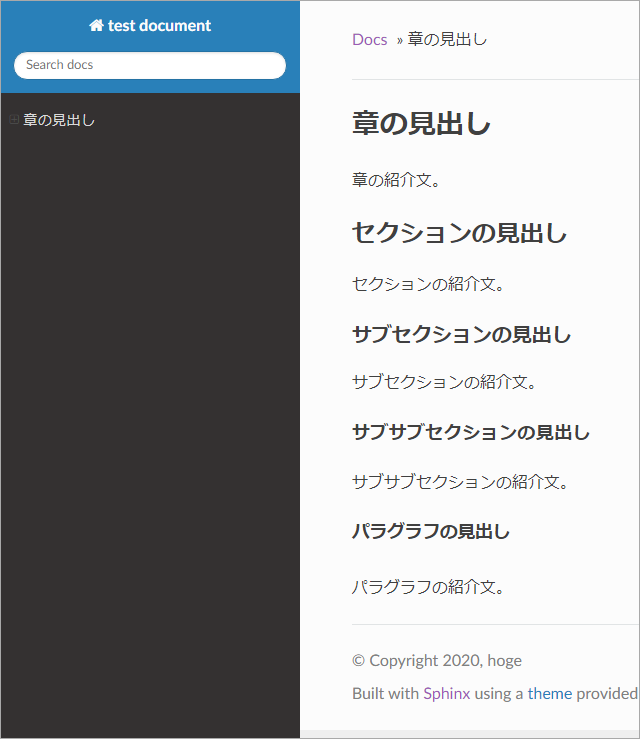 test document
Search docs
章の見出し
Docs » 章の見出し
章の見出し
章の紹介文。
セクションの見出し
セクションの紹介文。
サブセクションの見出し
サブセクションの紹介文。
サブサブセクションの見出し
サブサブセクションの紹介文。
パラグラフの見出し
パラグラフの紹介文。
© Copyright 2020, hoge
Built with Sphinx using a theme provided